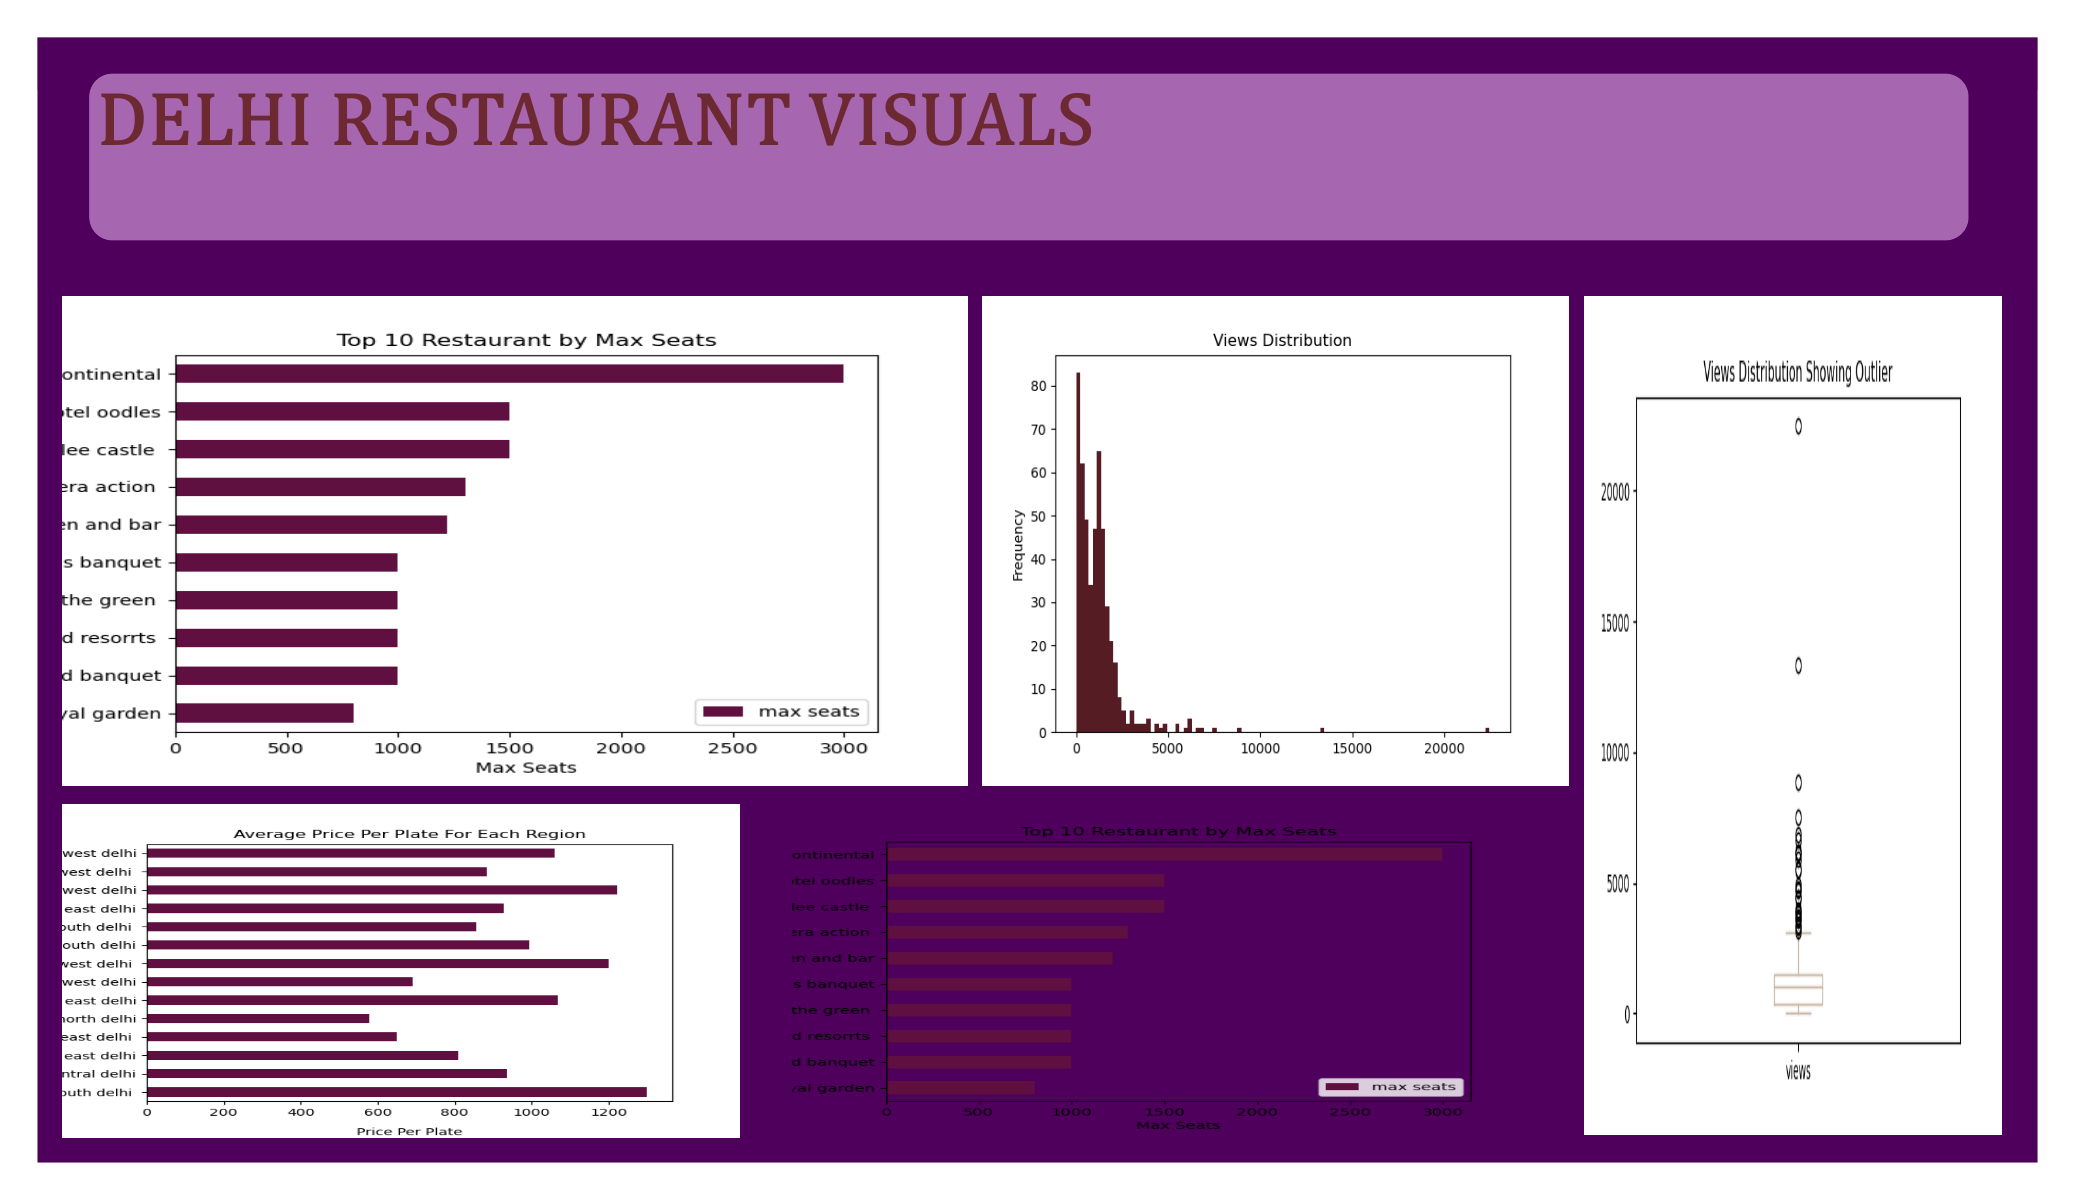 DELHI RESTAURANT VISUALS
Top 10 Restaurant by Max Seats
ontinental
tel oodles
lee castle
era action
en and bar
s banquet
the green
d resorrts
d banquet
yal garden
max seats
0 500 1000 1500 2000 2500 3000
Max Seats
Views Distribution
Frequency
80
70
60
50
40
30
20
10
0
0 5000 10000 15000 20000
Views Distribution Showing Outlier
20000
15000
10000
5000
0
views
Average Price Per Plate For Each Region
west delhi
west delhi
west delhi
east delhi
outh delhi
outh delhi
west delhi
west delhi
east delhi
north delhi
east delhi
east delhi
ntral delhi
outh delhi
0 200 400 600 800 1000 1200
Price Per Plate
Top 10 Restaurant by Max Seats
ontinental
tel oodles
lee castle
era action
en and bar
s banquet
the green
d resorrts
d banquet
yal garden
max seats
0 500 1000 1500 2000 2500 3000
Max Seats